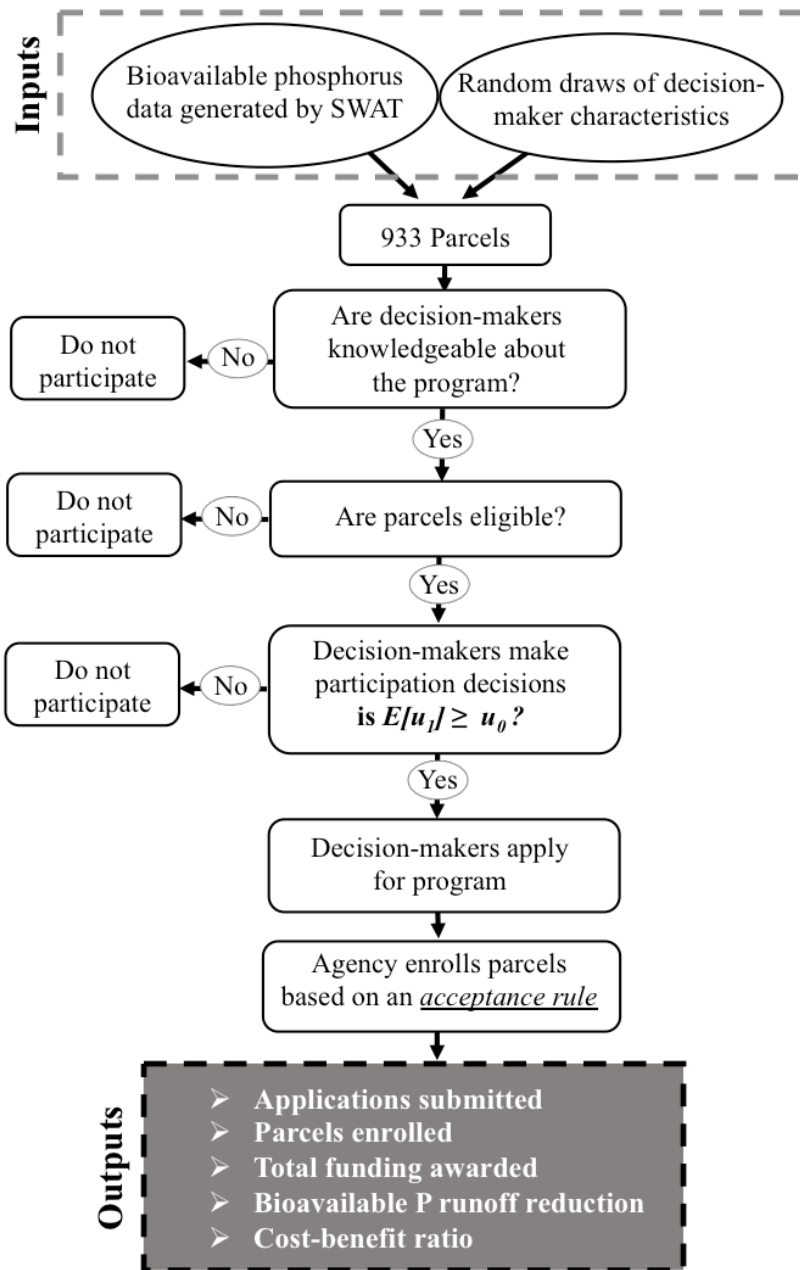 Inputs
Bioavailable phosphorus
data generated by SWAT
Random draws of decision-
maker characteristics
933 Parcels
Are decision-makers
knowledgeable about
the program?
No
Do not
participate
Yes
Are parcels eligible?
No
Do not
participate
Yes
Decision-makers make
participation decisions
is E[u₁] ≥ u₀ ?
No
Do not
participate
Yes
Decision-makers apply
for program
Agency enrolls parcels
based on an acceptance rule
Outputs
➢ Applications submitted
➢ Parcels enrolled
➢ Total funding awarded
➢ Bioavailable P runoff reduction
➢ Cost-benefit ratio